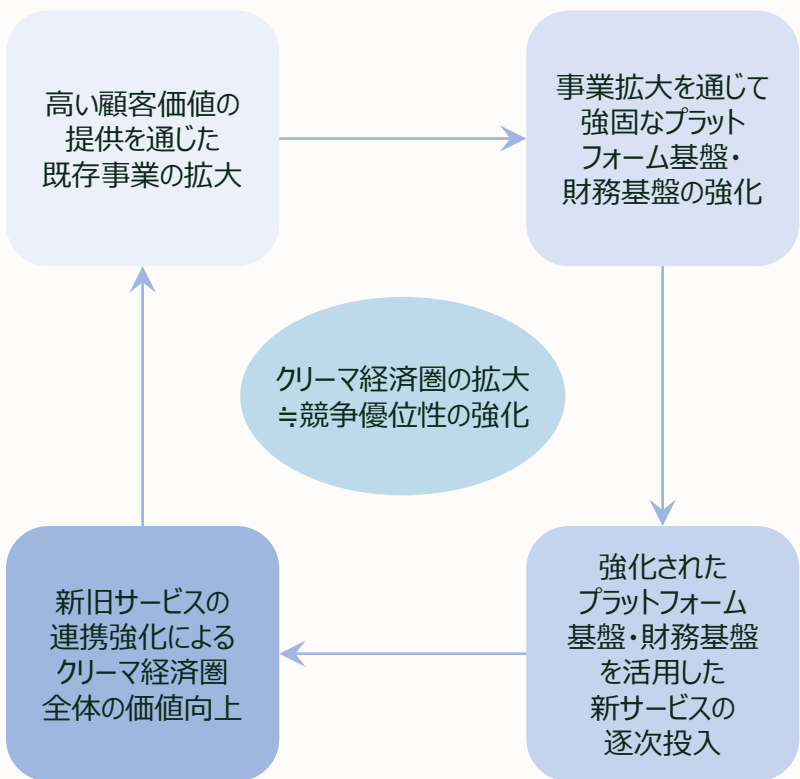 高い顧客価値の
提供を通じた
既存事業の拡大
事業拡大を通じて
強固なプラット
フォーム基盤・
財務基盤の強化
クリーマ経済圏の拡大
≒競争優位性の強化
新旧サービスの
連携強化による
クリーマ経済圏
全体の価値向上
強化された
プラットフォーム
基盤・財務基盤
を活用した
新サービスの
逐次投入